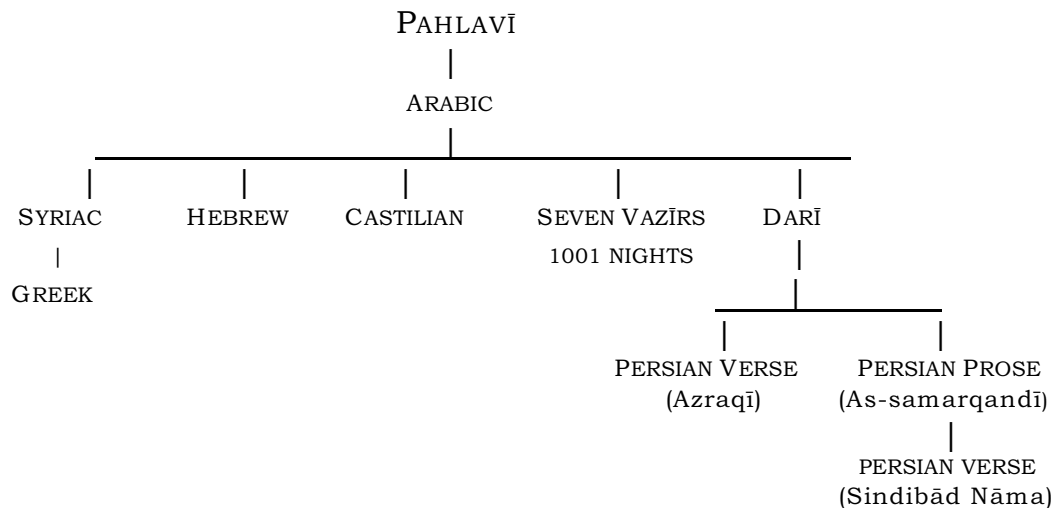 PAHLAVĪ
ARABIC
SYRIAC HEBREW CASTILIAN SEVEN VAZĪRS DARĪ
1001 NIGHTS
GREEK
PERSIAN VERSE PERSIAN PROSE
(Azraqī) (As-samarqandī)
PERSIAN VERSE
(Sindibād Nāma)